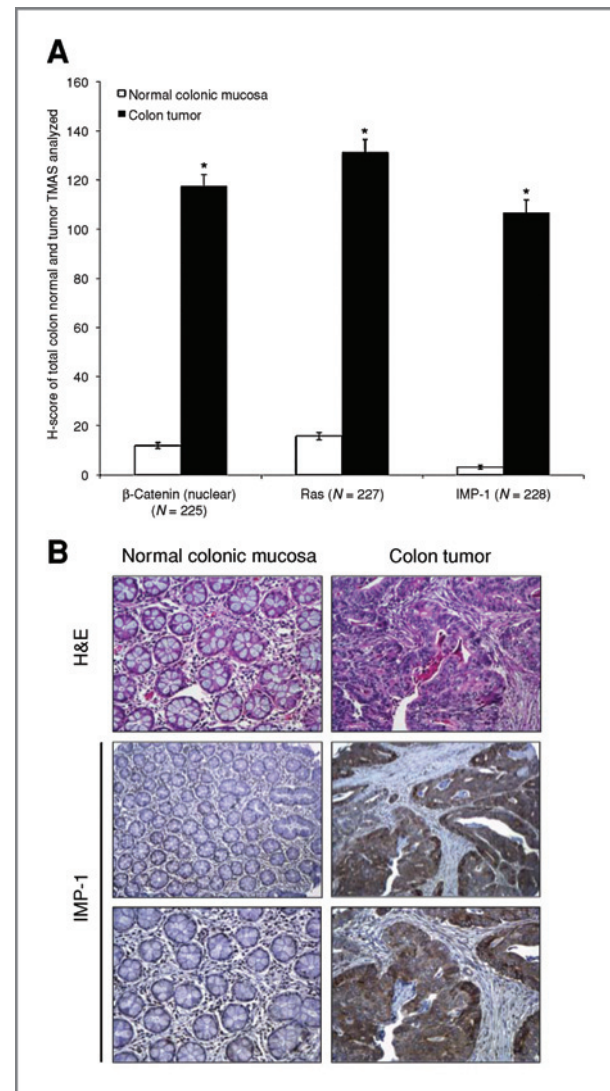 A
H-score of total colon normal and tumor TMAS analyzed
160
140
120
100
80
60
40
20
0
Normal colonic mucosa
Colon tumor
*
*
*
β-Catenin (nuclear)
(N = 225)
Ras (N = 227)
IMP-1 (N = 228)
B
Normal colonic mucosa
Colon tumor
H&E
IMP-1